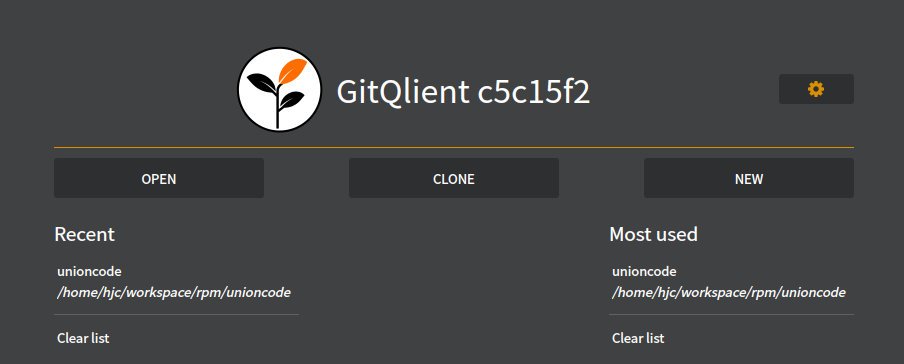 GitQlient c5c15f2
OPEN
CLONE
NEW
Recent
unioncode
/home/hjc/workspace/rpm/unioncode
Clear list
Most used
unioncode
/home/hjc/workspace/rpm/unioncode
Clear list